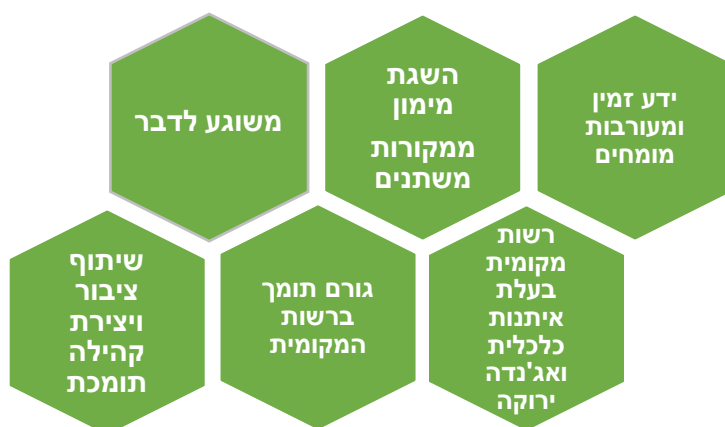 ידע זמין
ומעורבות
מומחים
השגת
מימון
ממקורות
משתנים
משוגע לדבר
רשות
מקומית
בעלת
איתנות
כלכלית
ואג'נדה
ירוקה
גורם תומך
ברשות
המקומית
שיתוף
ציבור
ויצירת
קהילה
תומכת